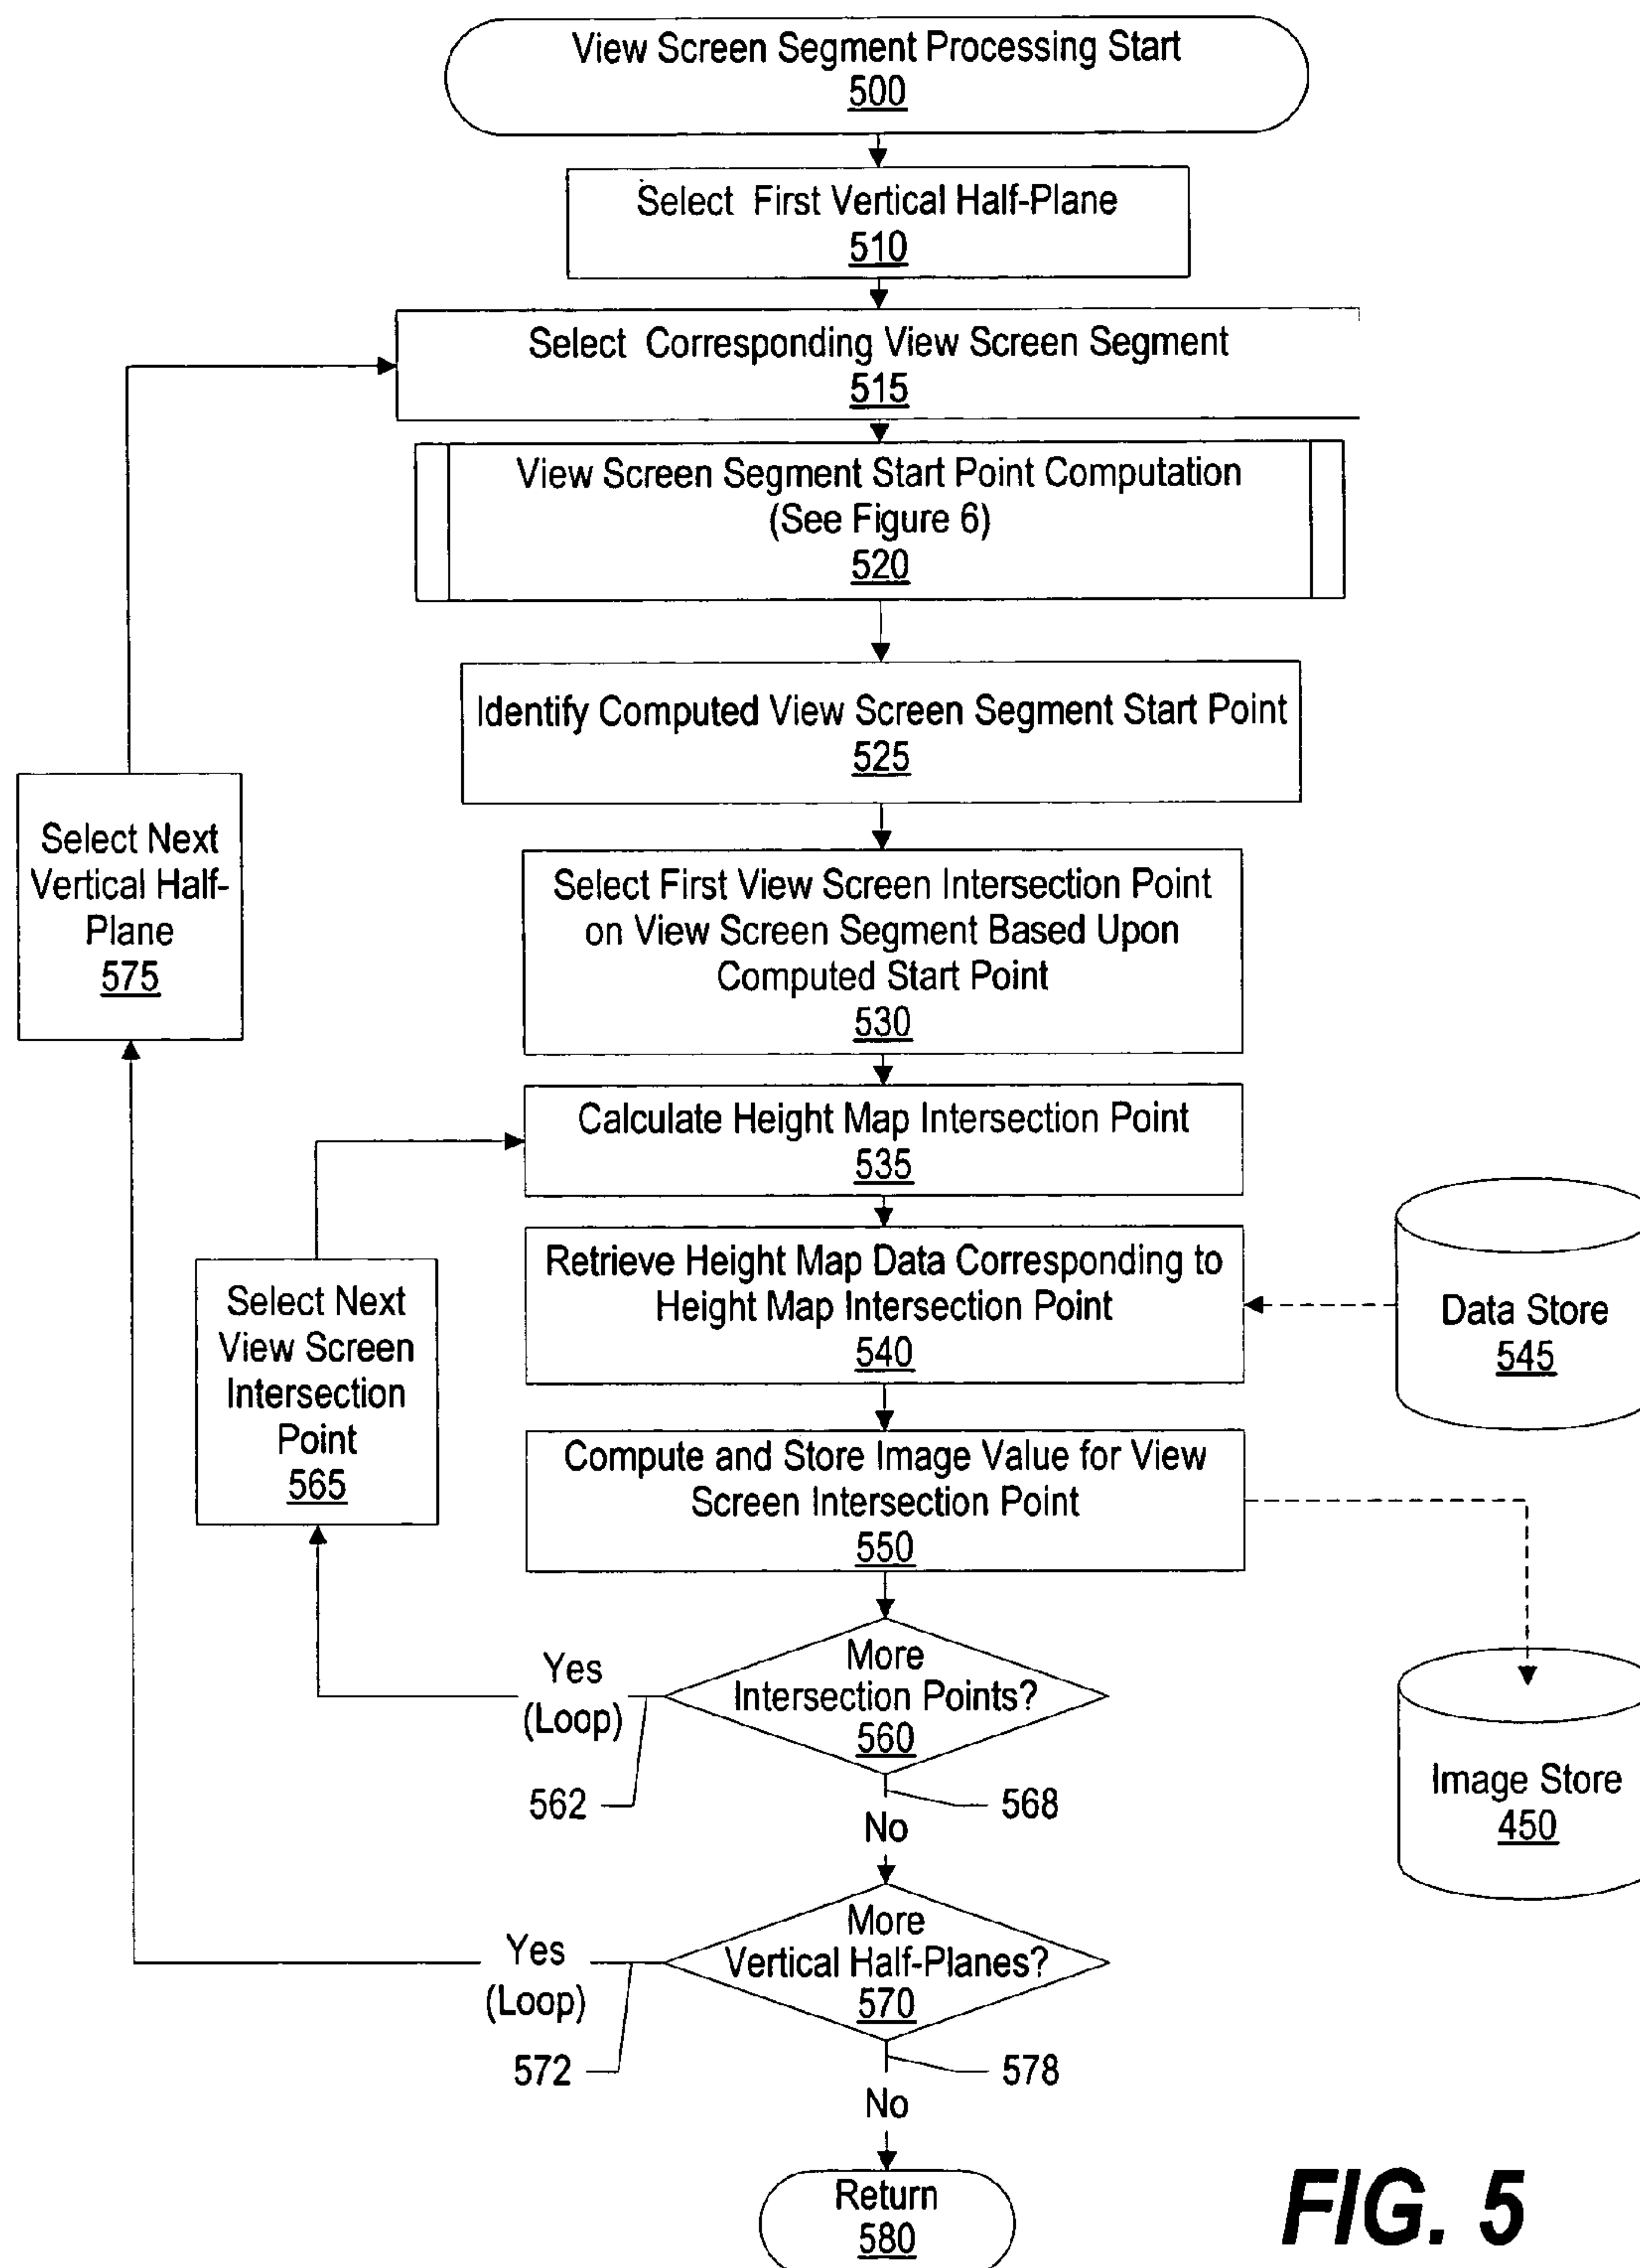 View Screen Segment Processing Start
500
Select First Vertical Half-Plane
510
Select Corresponding View Screen Segment
515
View Screen Segment Start Point Computation
(See Figure 6)
520
Identify Computed View Screen Segment Start Point
525
Select Next
Vertical Half-
Plane
575
Select First View Screen Intersection Point
on View Screen Segment Based Upon
Computed Start Point
530
Calculate Height Map Intersection Point
535
Select Next
View Screen
Intersection
Point
565
Retrieve Height Map Data Corresponding to
Height Map Intersection Point
540
Data Store
545
Compute and Store Image Value for View
Screen Intersection Point
550
Yes
(Loop)
562
More
Intersection Points?
560
568
No
Image Store
450
Yes
(Loop)
572
More
Vertical Half-Planes?
570
578
No
Return
580
FIG. 5